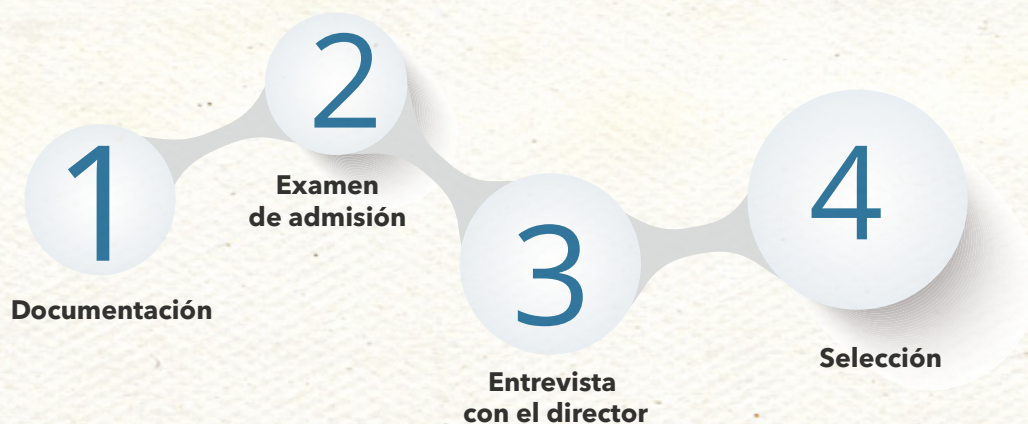 1
Documentación
2
Examen
de admisión
3
Entrevista
con el director
4
Selección